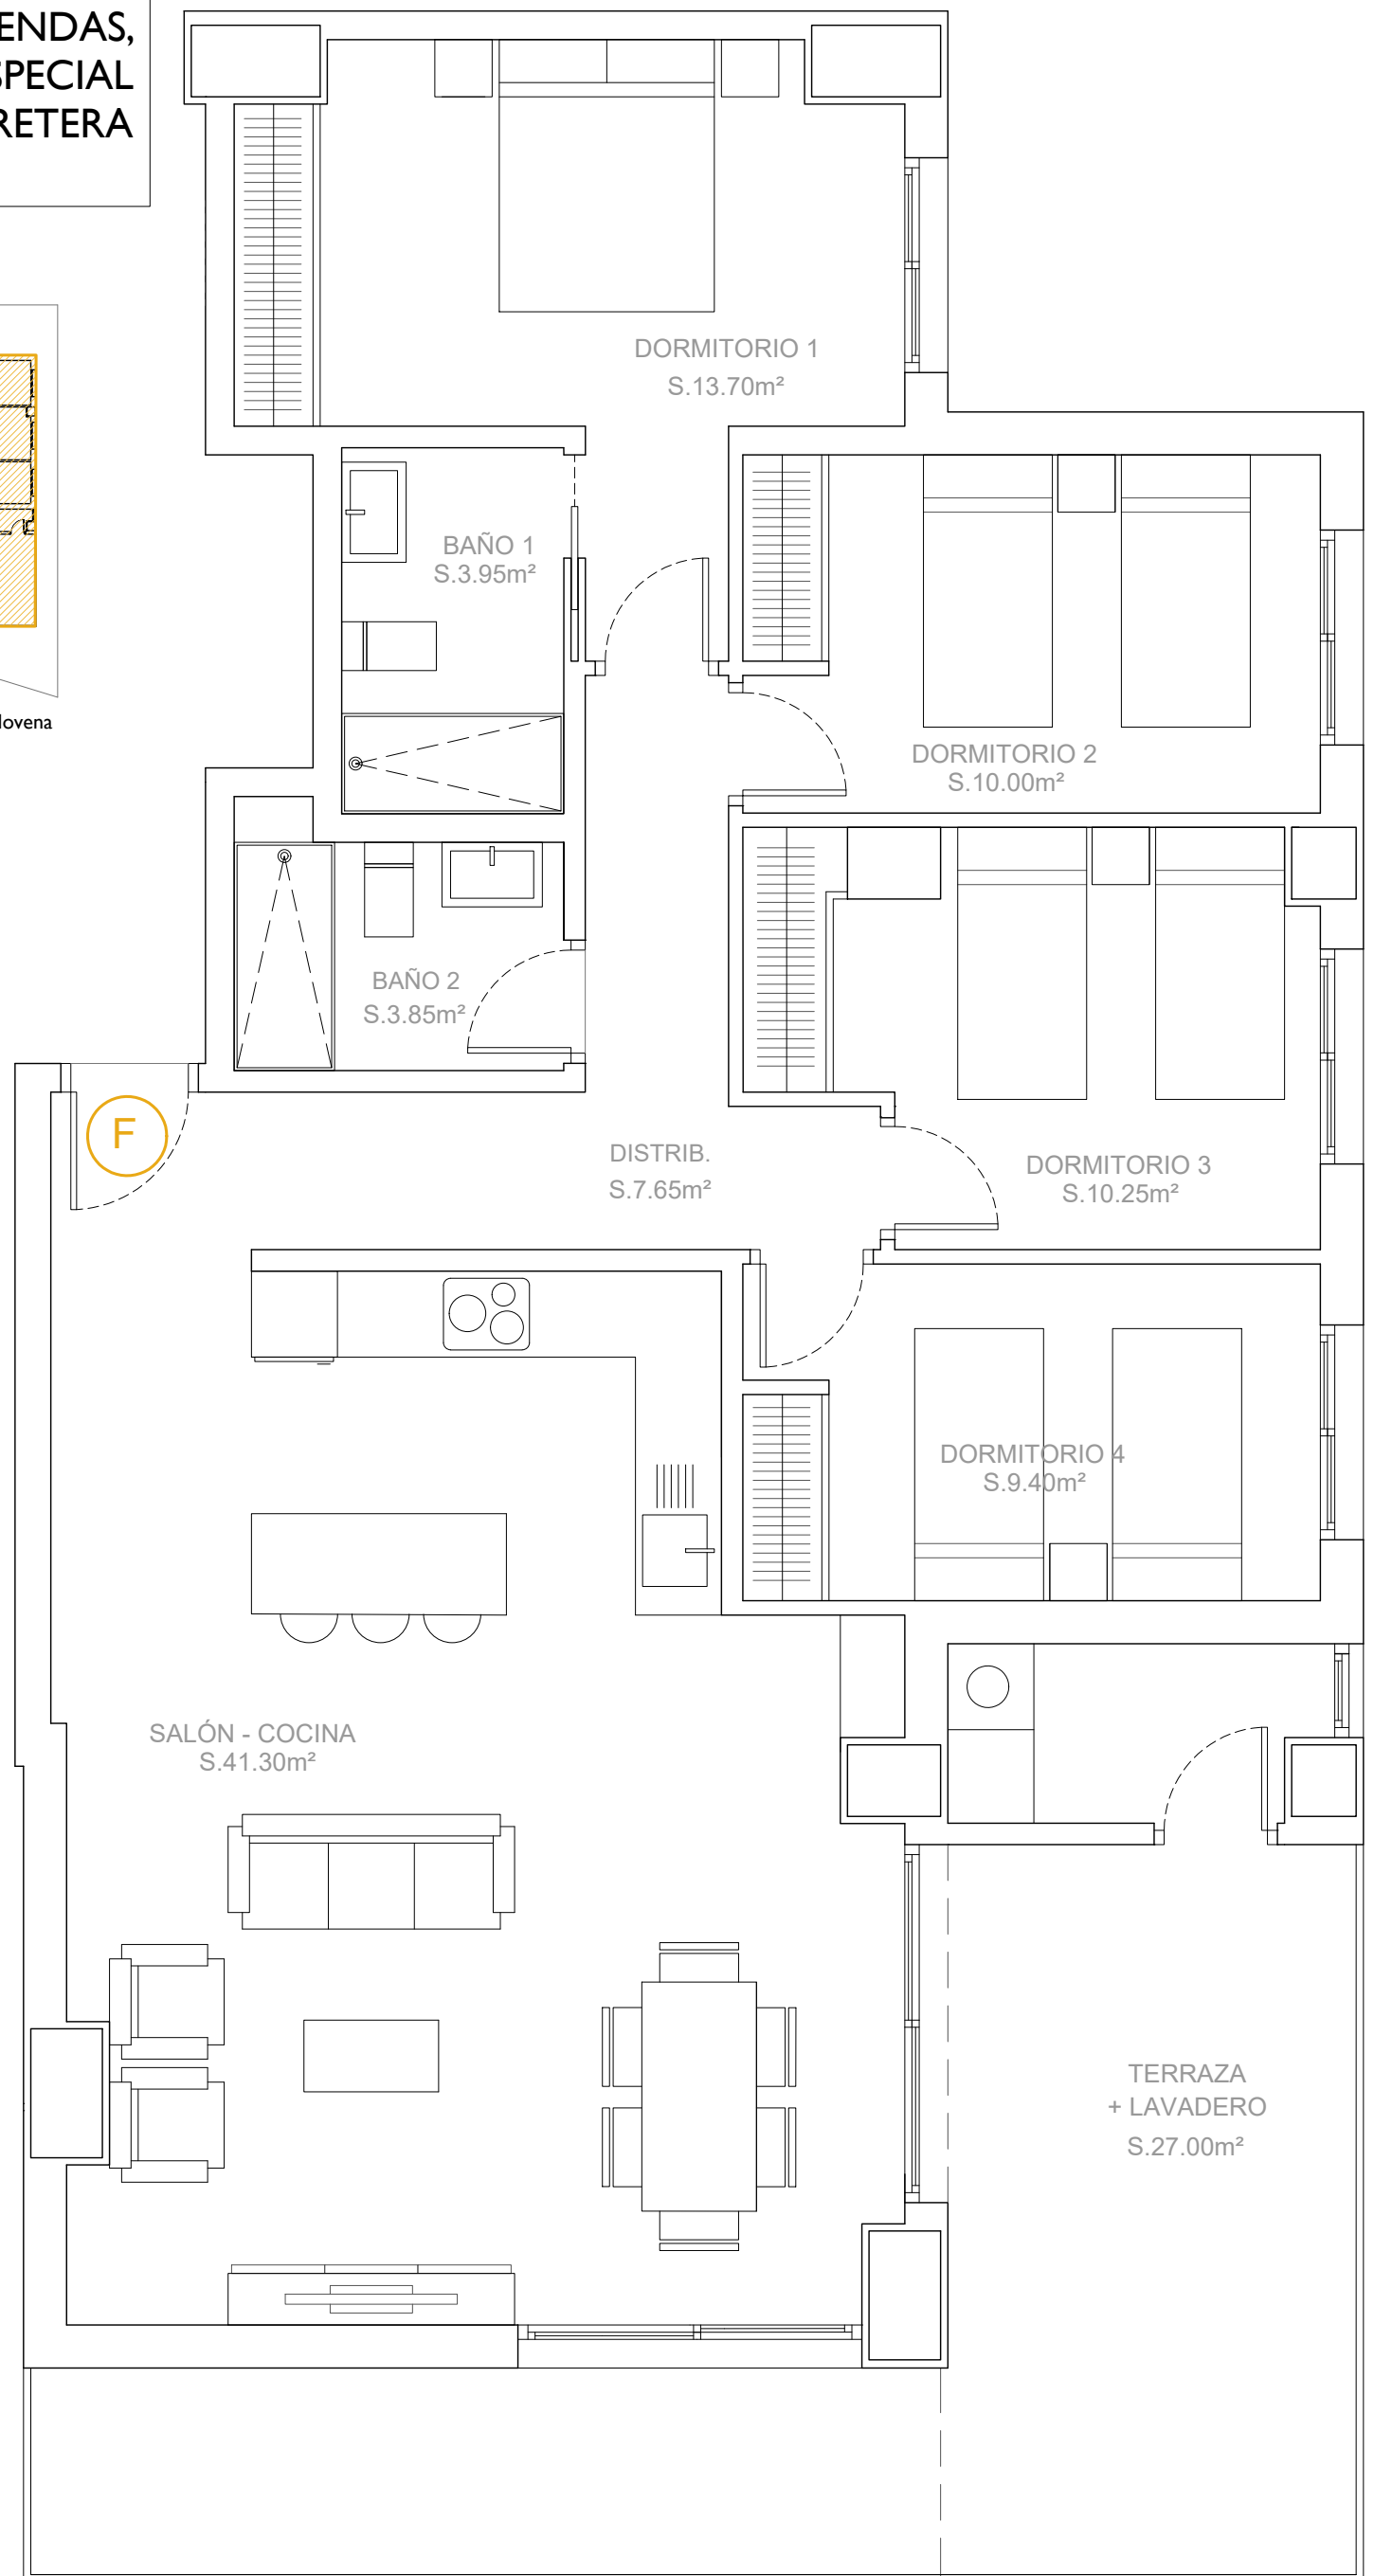 ENDAS,
SPECIAL
RETERA
lovena
DORMITORIO 1
S.13.70m²
BAÑO 1
S.3.95m²
DORMITORIO 2
S.10.00m²
BAÑO 2
S.3.85m²
F
DISTRIB.
S.7.65m²
DORMITORIO 3
S.10.25m²
DORMITORIO 4
S.9.40m²
SALÓN - COCINA
S.41.30m²
TERRAZA
+ LAVADERO
S.27.00m²